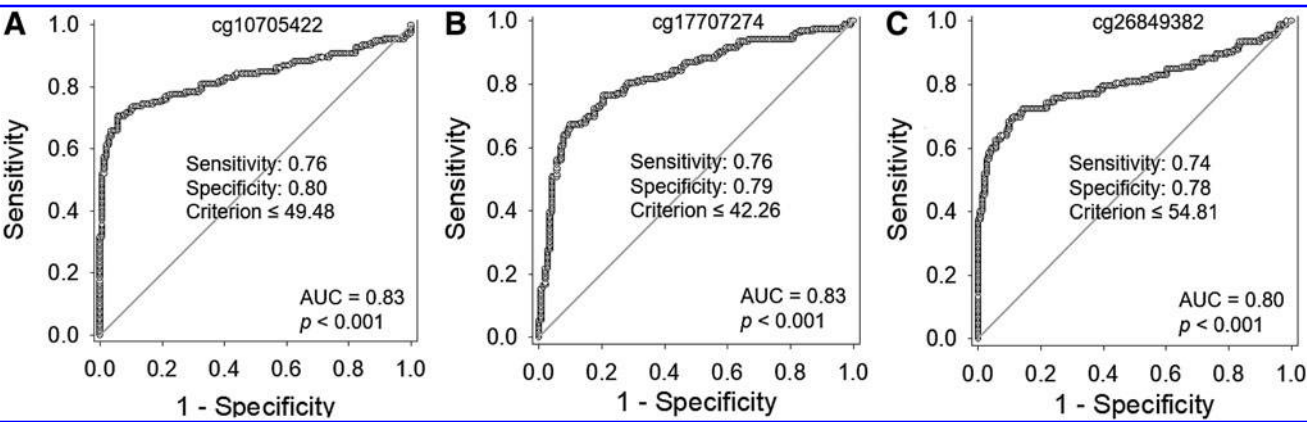 A
cg10705422
Sensitivity
1.0
0.8
0.6
0.4
0.2
0.0
Sensitivity: 0.76
Specificity: 0.80
Criterion ≤ 49.48
AUC = 0.83
p < 0.001
0.0 0.2 0.4 0.6 0.8 1.0
1 - Specificity
B
cg17707274
Sensitivity
1.0
0.8
0.6
0.4
0.2
0.0
Sensitivity: 0.76
Specificity: 0.79
Criterion ≤ 42.26
AUC = 0.83
p < 0.001
0.0 0.2 0.4 0.6 0.8 1.0
1 - Specificity
C
cg26849382
Sensitivity
1.0
0.8
0.6
0.4
0.2
0.0
Sensitivity: 0.74
Specificity: 0.78
Criterion ≤ 54.81
AUC = 0.80
p < 0.001
0.0 0.2 0.4 0.6 0.8 1.0
1 - Specificity